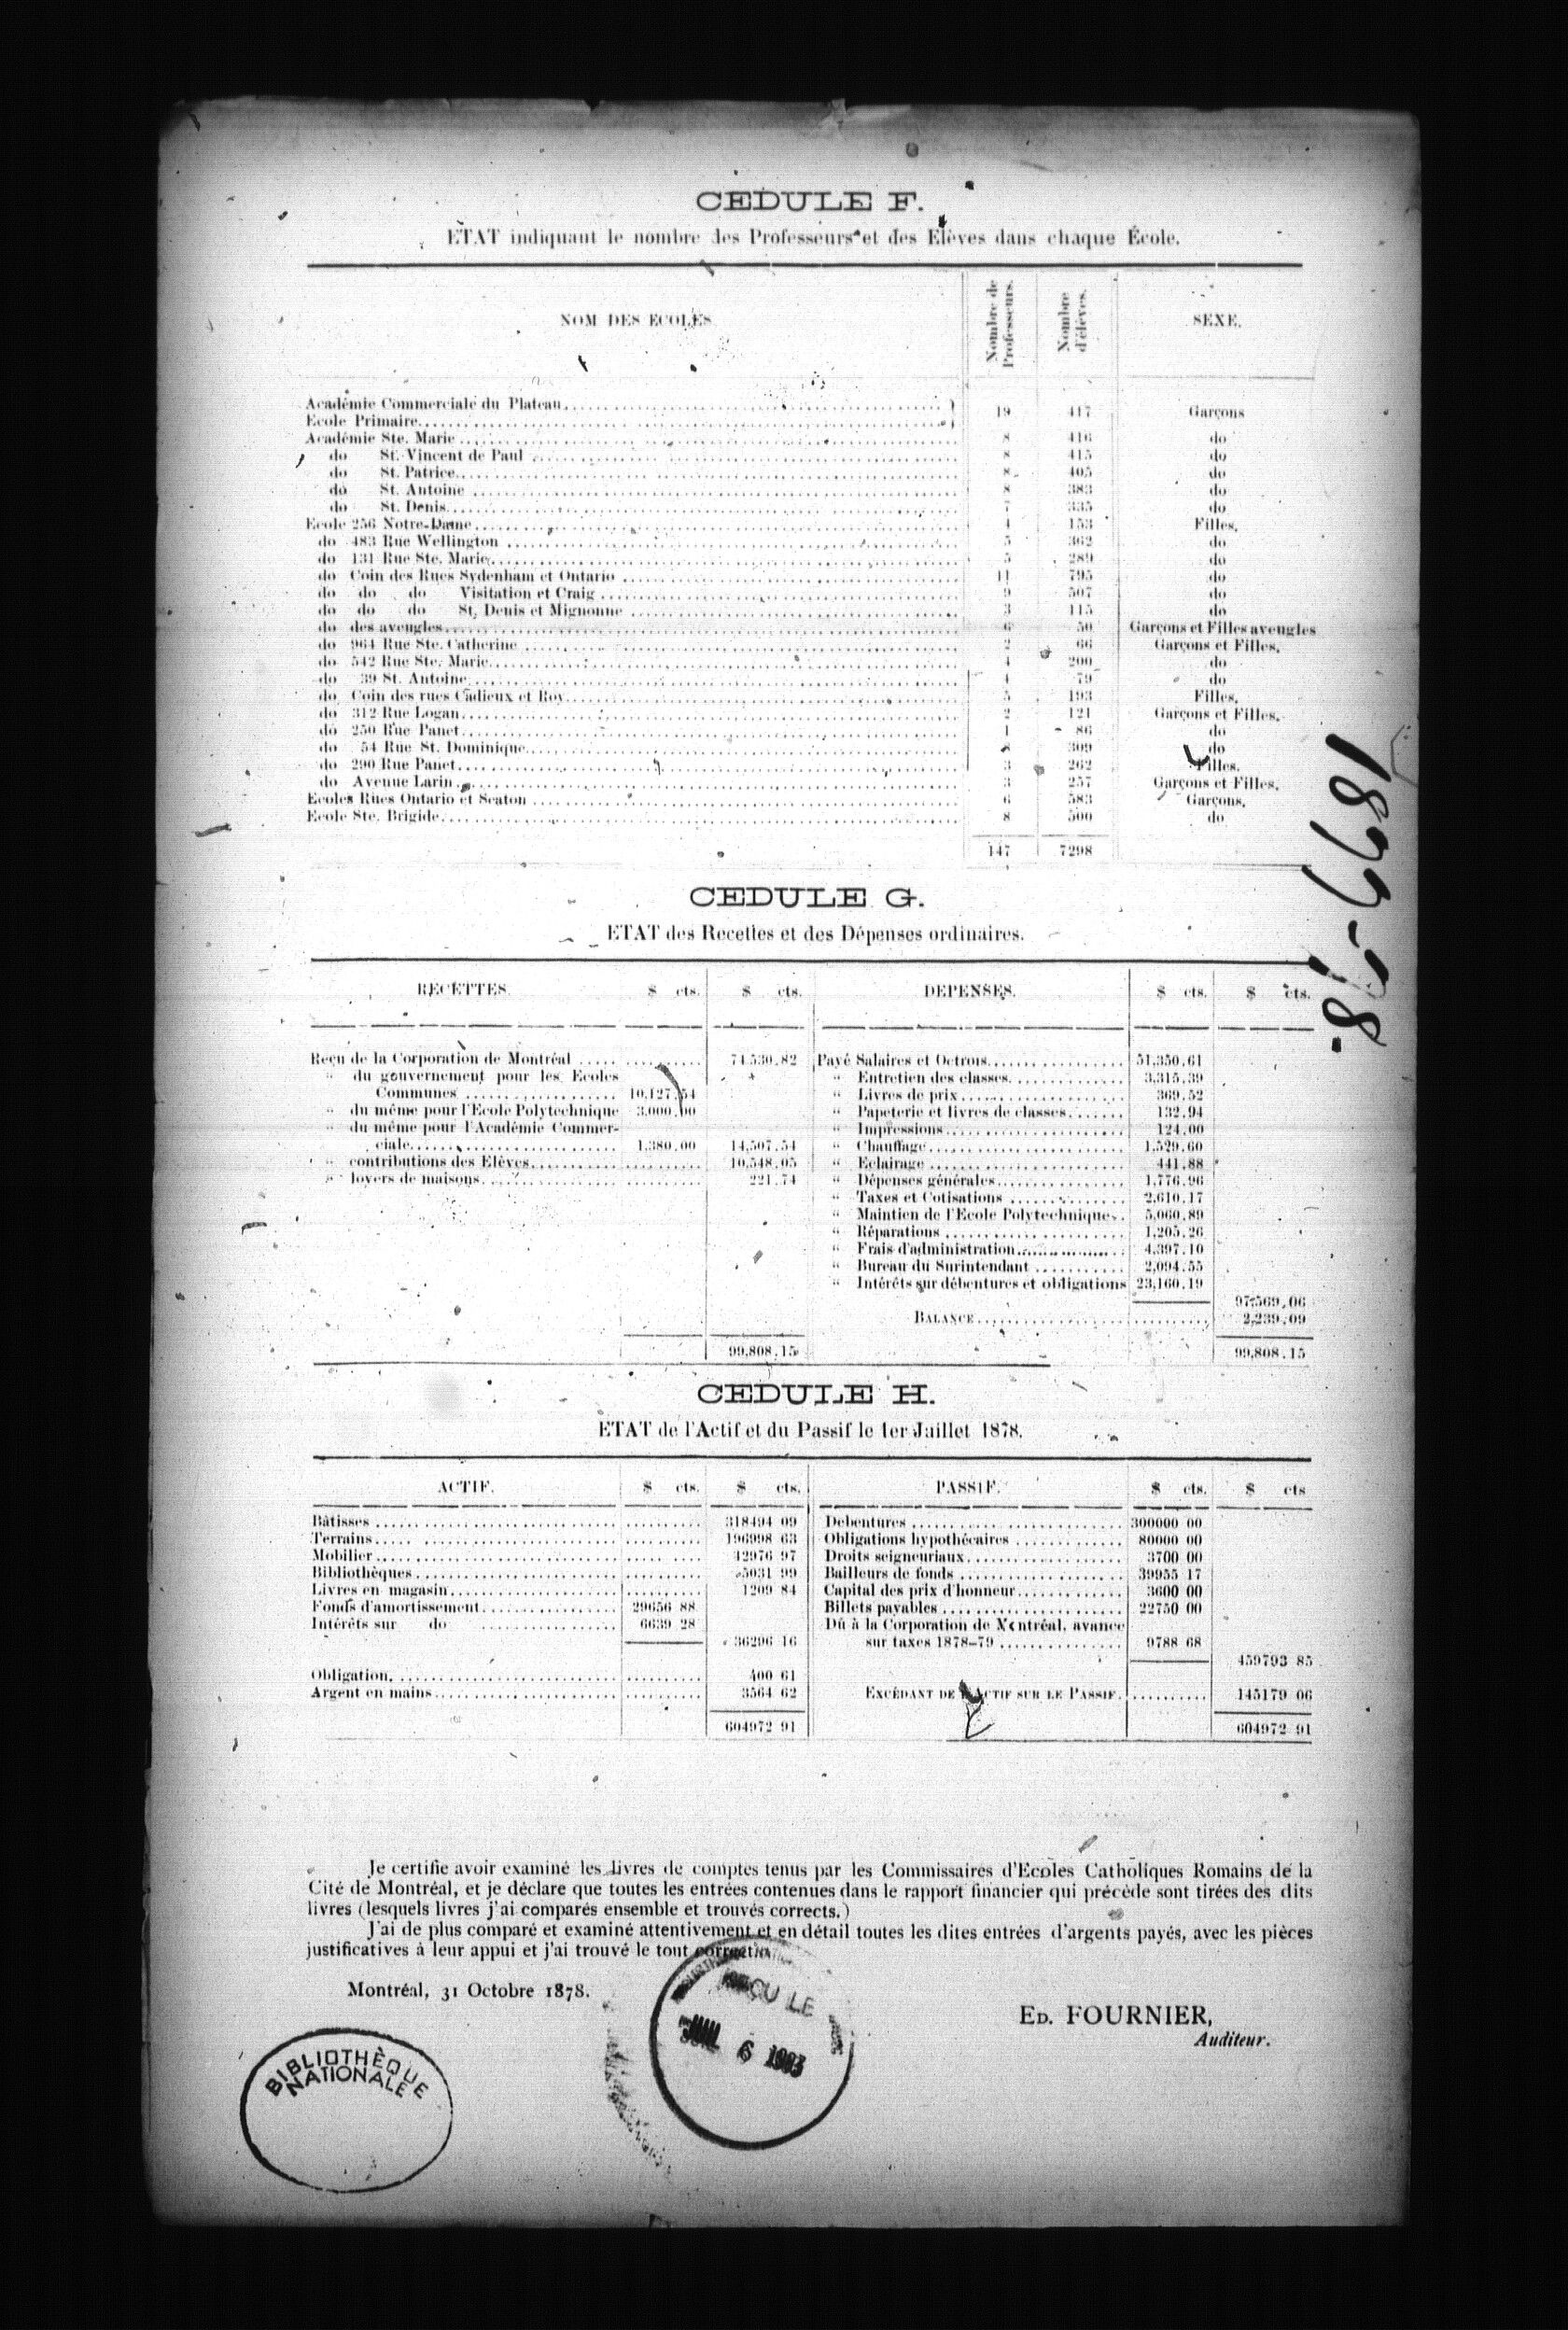 CEDULE F.
ETAT indiquant le nombre des Professeurs et des Elèves dans chaque École.
NOM DES ECOLES
Nombre de Professeurs.
Nombre d'élèves.
SEXE.
Académie Commerciale du Plateau
Ecole Primaire 19 417 Garçons
Académie Ste. Marie 8 416 do
do St. Vincent de Paul 8 415 do
do St. Patrice 8 405 do
do St. Antoine 8 383 do
do St. Denis 7 335 do
Ecole 256 Notre-Dame 4 153 Filles.
do 483 Rue Wellington 5 362 do
do 131 Rue Ste. Marie 5 289 do
do Coin des Rues Sydenham et Ontario 11 795 do
do do do Visitation et Craig 9 507 do
do do do St. Denis et Mignonne 3 115 do
do des aveugles 6 50 Garçons et Filles aveugles
do 964 Rue Ste. Catherine 2 66 Garçons et Filles.
do 542 Rue Ste. Marie 4 200 do
do 39 St. Antoine 4 79 do
do Coin des rues Cadieux et Roy 5 193 Filles.
do 312 Rue Logan 2 121 Garçons et Filles.
do 250 Rue Panet 1 86 do
do 54 Rue St. Dominique 309 do
do 290 Rue Panet 3 262 Filles.
do Avenue Larin 3 257 Garçons et Filles.
Ecoles Rues Ontario et Seaton 6 583 Garçons.
Ecole Ste. Brigide 8 500 do
147 7298
1877-78.
CEDULE G.
ETAT des Recettes et des Dépenses ordinaires.
RECETTES $ cts. $ cts. DEPENSES. $ cts. $ cts.
Reçu de la Corporation de Montréal 74.530.82 Payé Salaires et Octrois 51.350.61
" du gouvernement pour les Ecoles " Entretien des classes 3,315.39
Communes 10.127.54 " Livres de prix 369.52
" du même pour l'Ecole Polytechnique 3.000.00 " Papeterie et livres de classes 132.94
" du même pour l'Académie Commer- " Impressions 124.00
ciale 1,380.00 14,507.54 " Chauffage 1,529.60
" contributions des Elèves 10,548.05 " Eclairage 441.88
" loyers de maisons 221.74 " Dépenses générales 1,776.96
" Taxes et Cotisations 2,610.17
" Maintien de l'Ecole Polytechnique 5,060.89
" Réparations 1,205.26
" Frais d'administration 4,397.10
" Bureau du Surintendant 2,094.55
" Intérêts sur débentures et obligations 23,160.19
97.569.06
BALANCE 2,239.09
99,808.15 99,808.15
CEDULE H.
ETAT de l'Actif et du Passif le 1er Juillet 1878.
ACTIF. $ cts. $ cts. PASSIF. $ cts. $ cts
Bâtisses 318494 09 Debentures 300000 00
Terrains 196998 63 Obligations hypothécaires 80000 00
Mobilier 42976 97 Droits seigneuriaux 3700 00
Bibliothèques 5031 99 Bailleurs de fonds 39955 17
Livres en magasin 1209 84 Capital des prix d'honneur 3600 00
Fonds d'amortissement 29656 88 Billets payables 22750 00
Intérêts sur do 6639 28 Dû à la Corporation de Montréal, avance
36296 16 sur taxes 1878-79 9788 68
459793 85
Obligation 400 61
Argent en mains 3564 62 EXCÉDANT DE L'ACTIF SUR LE PASSIF. 145179 06
604972 91 604972 91
Je certifie avoir examiné les livres de comptes tenus par les Commissaires d'Ecoles Catholiques Romains de la
Cité de Montréal, et je déclare que toutes les entrées contenues dans le rapport financier qui précède sont tirées des dits
livres (lesquels livres j'ai comparés ensemble et trouvés corrects.)
J'ai de plus comparé et examiné attentivement et en détail toutes les dites entrées d'argents payés, avec les pièces
justificatives à leur appui et j'ai trouvé le tout correct.
Montréal, 31 Octobre 1878.
ED. FOURNIER,
Auditeur.
REÇU LE
6 1983
BIBLIOTHÈQUE
NATIONALE